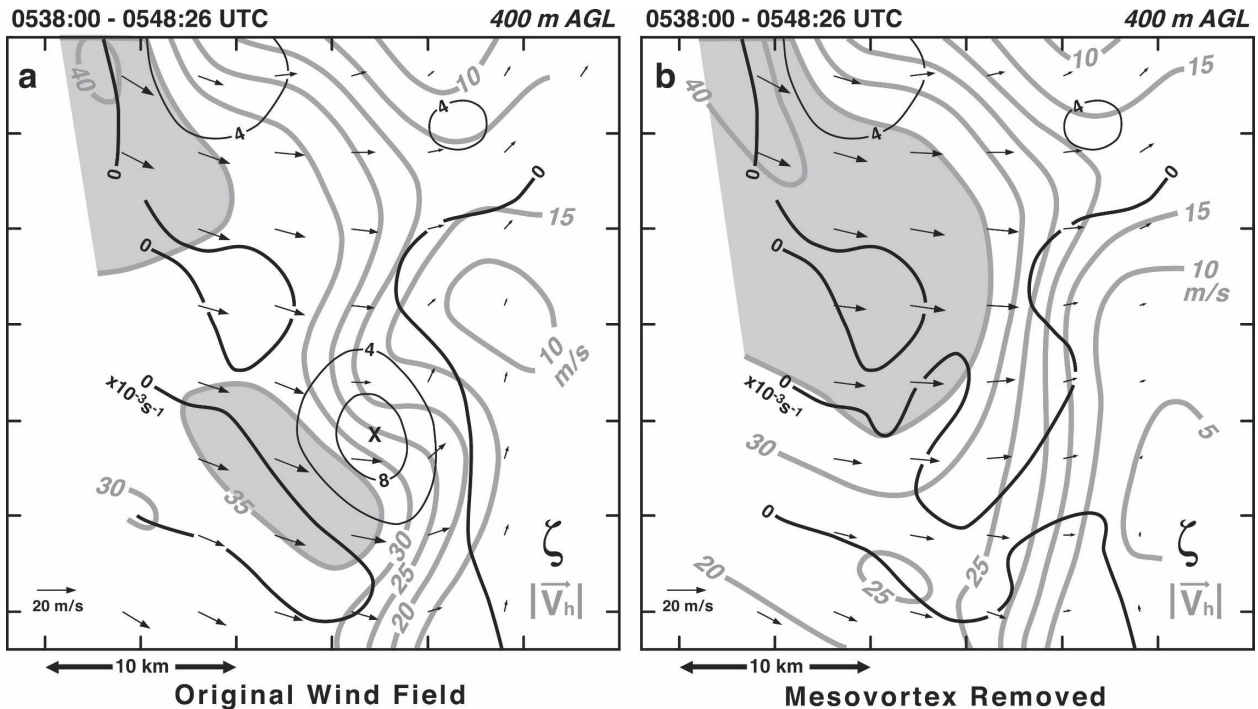 0538:00 - 0548:26 UTC
400 m AGL
0538:00 - 0548:26 UTC
400 m AGL
a
40
0
4
4
10
0
15
0
10
m/s
4
0
x10⁻³s⁻¹
X
8
30
35
30
25
20
20 m/s
ζ
|V⃗h|
10 km
Original Wind Field
b
40
0
4
4
10
15
0
15
0
10
m/s
0
x10⁻³s⁻¹
30
5
0
25
25
20
20 m/s
ζ
|V⃗h|
10 km
Mesovortex Removed